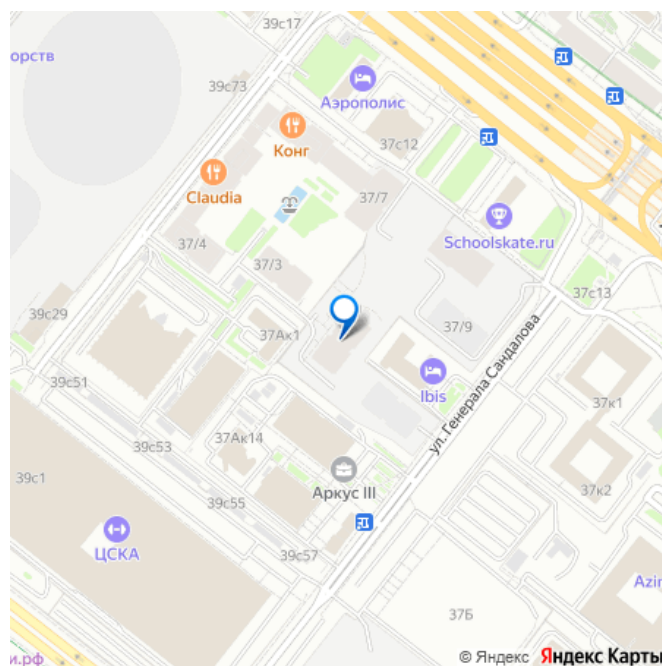 39с17
орств
39с73
Аэрополис
Конг
37с12
Claudia
37/7
Schoolskate.ru
37/4
37/3
37с13
39с29
37Ак1
37/9
39с51
Ibis
ул. Генерала Сандалова
37к1
37Ак14
39с53
39с1
Аркус III
39с55
37к2
ЦСКА
39с57
Azir
37Б
и.рф
© Яндекс Яндекс Карты